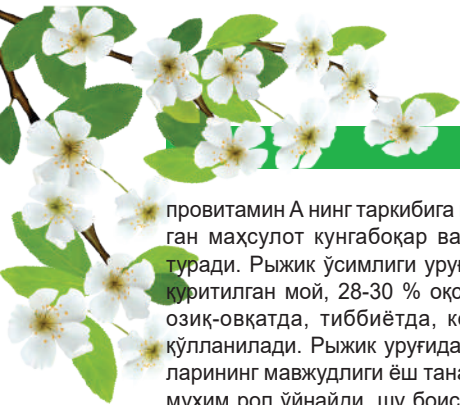 провитамин А нинг таркибига
ган маҳсулот кунгабоқар ва
туради. Рыжик ўсимлиги уруғ
қуритилган мой, 28-30 % оқс
озиқ-овқатда, тиббиётда, к
қўлланилади. Рыжик уруғида
ларининг мавжудлиги ёш тана
муҳим рол ўйнайди, шу боис